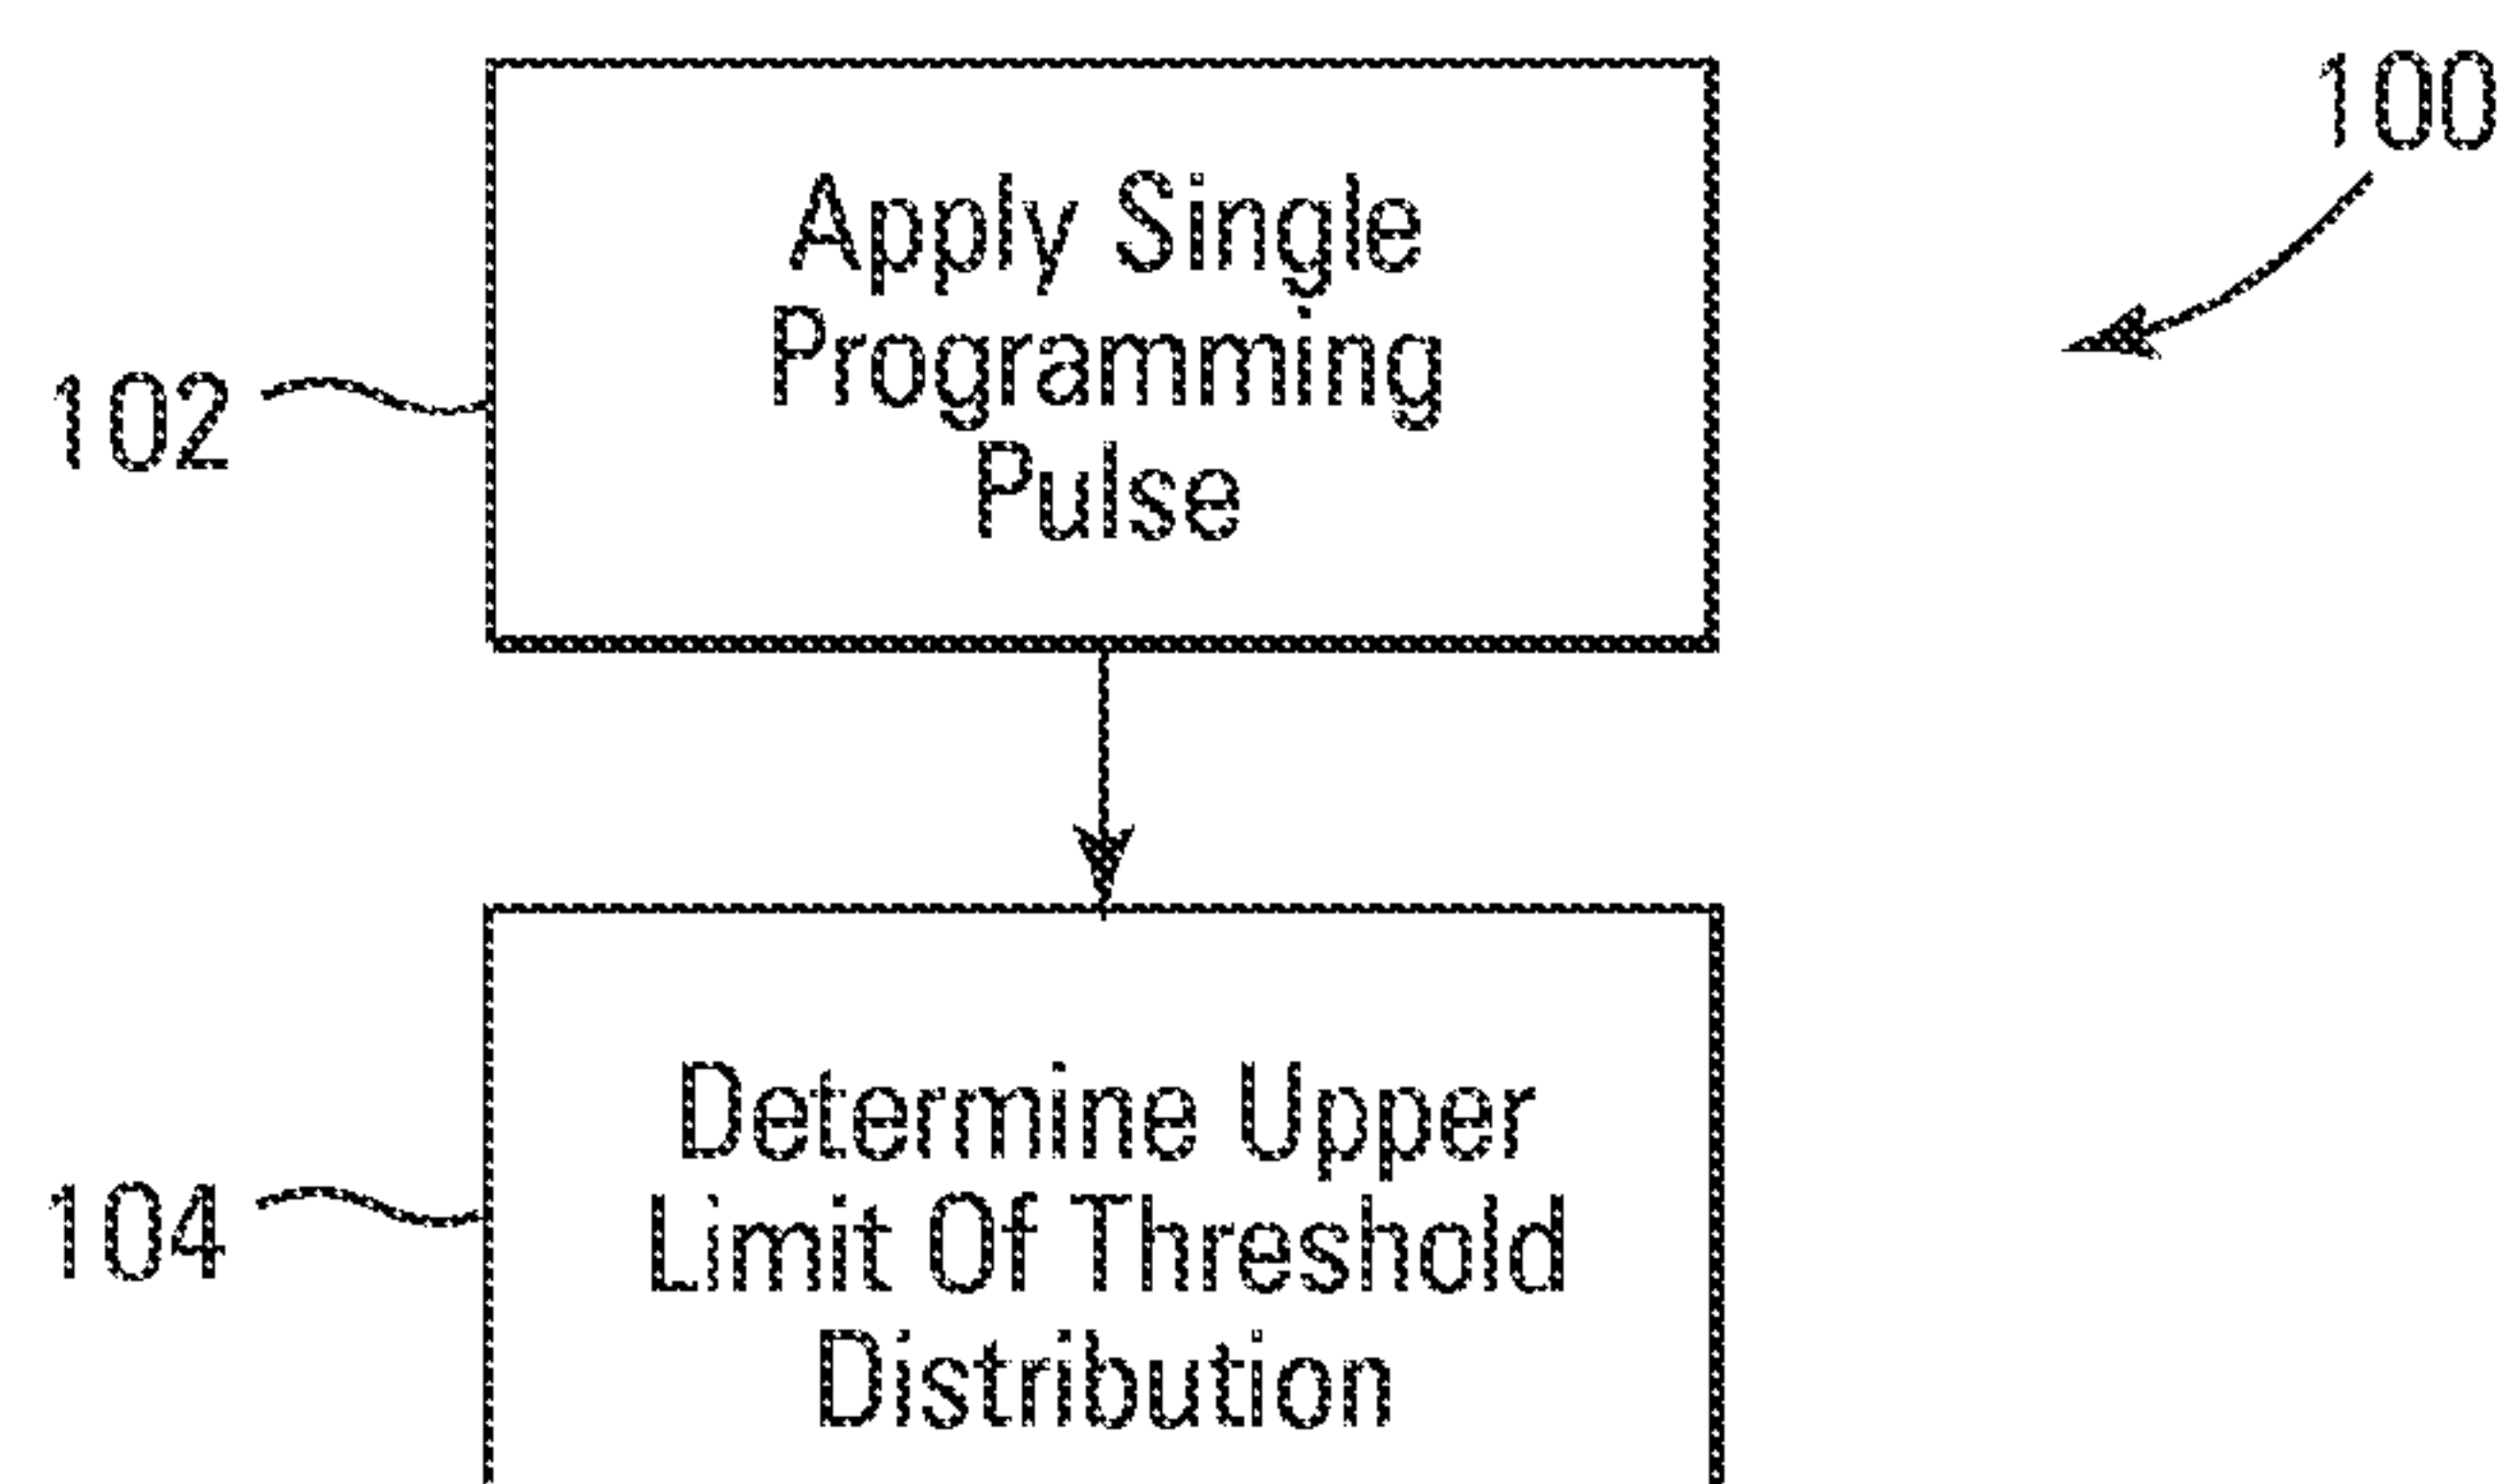 100
Apply Single
Programming
Pulse
102
Determine Upper
Limit Of Threshold
Distribution
104